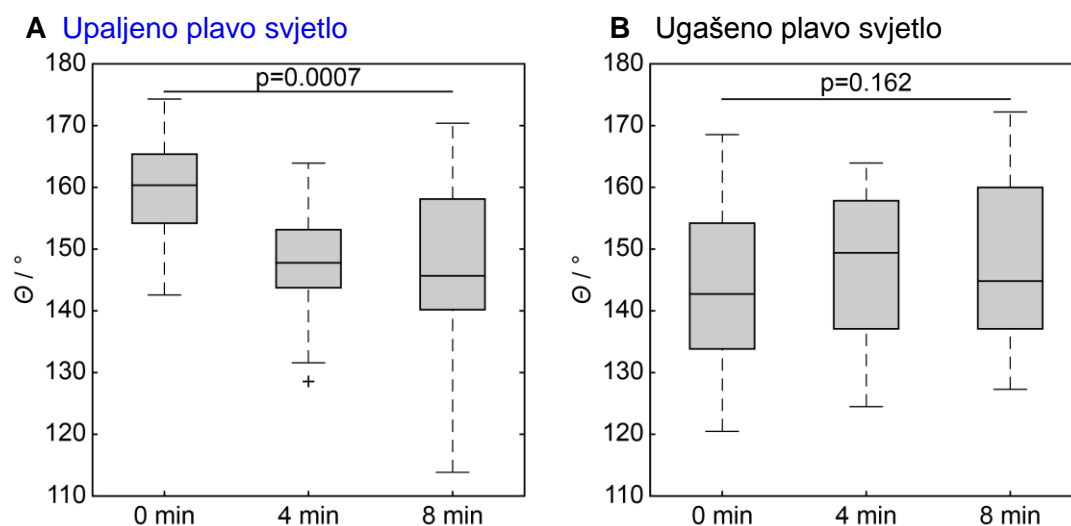 A Upaljeno plavo svjetlo
180
170
160
150
140
130
120
110
Θ / °
p=0.0007
0 min 4 min 8 min
B Ugašeno plavo svjetlo
180
170
160
150
140
130
120
110
Θ / °
p=0.162
0 min 4 min 8 min